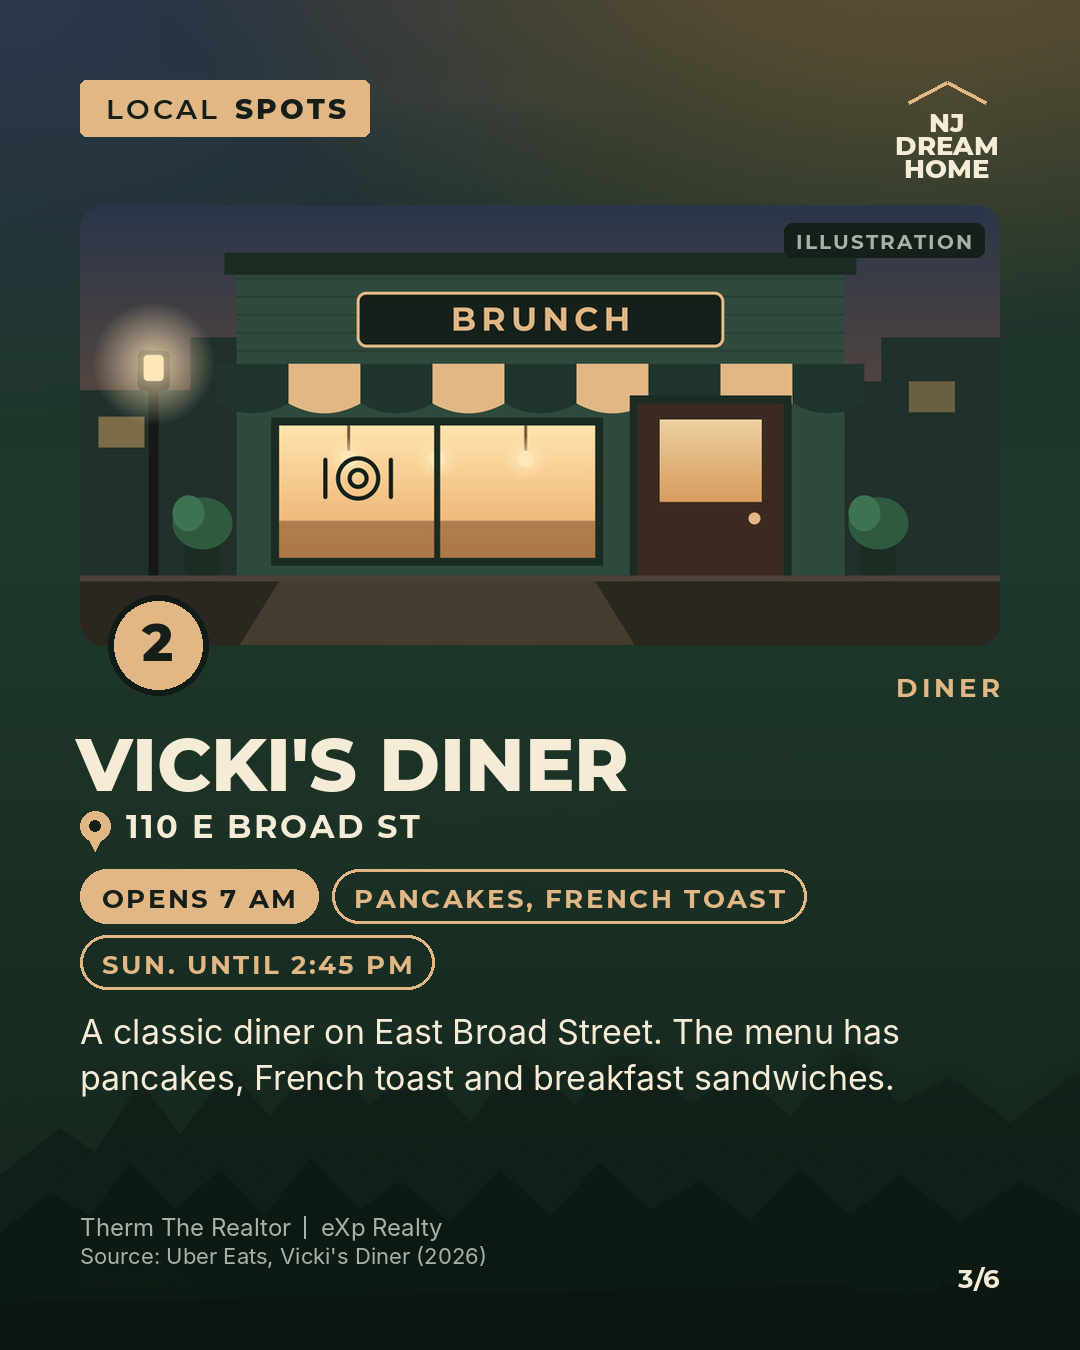 LOCAL SPOTS
NJ
DREAM
HOME
ILLUSTRATION
BRUNCH
2
DINER
VICKI'S DINER
110 E BROAD ST
OPENS 7 AM
PANCAKES, FRENCH TOAST
SUN. UNTIL 2:45 PM
A classic diner on East Broad Street. The menu has
pancakes, French toast and breakfast sandwiches.
Therm The Realtor | eXp Realty
Source: Uber Eats, Vicki's Diner (2026)
3/6